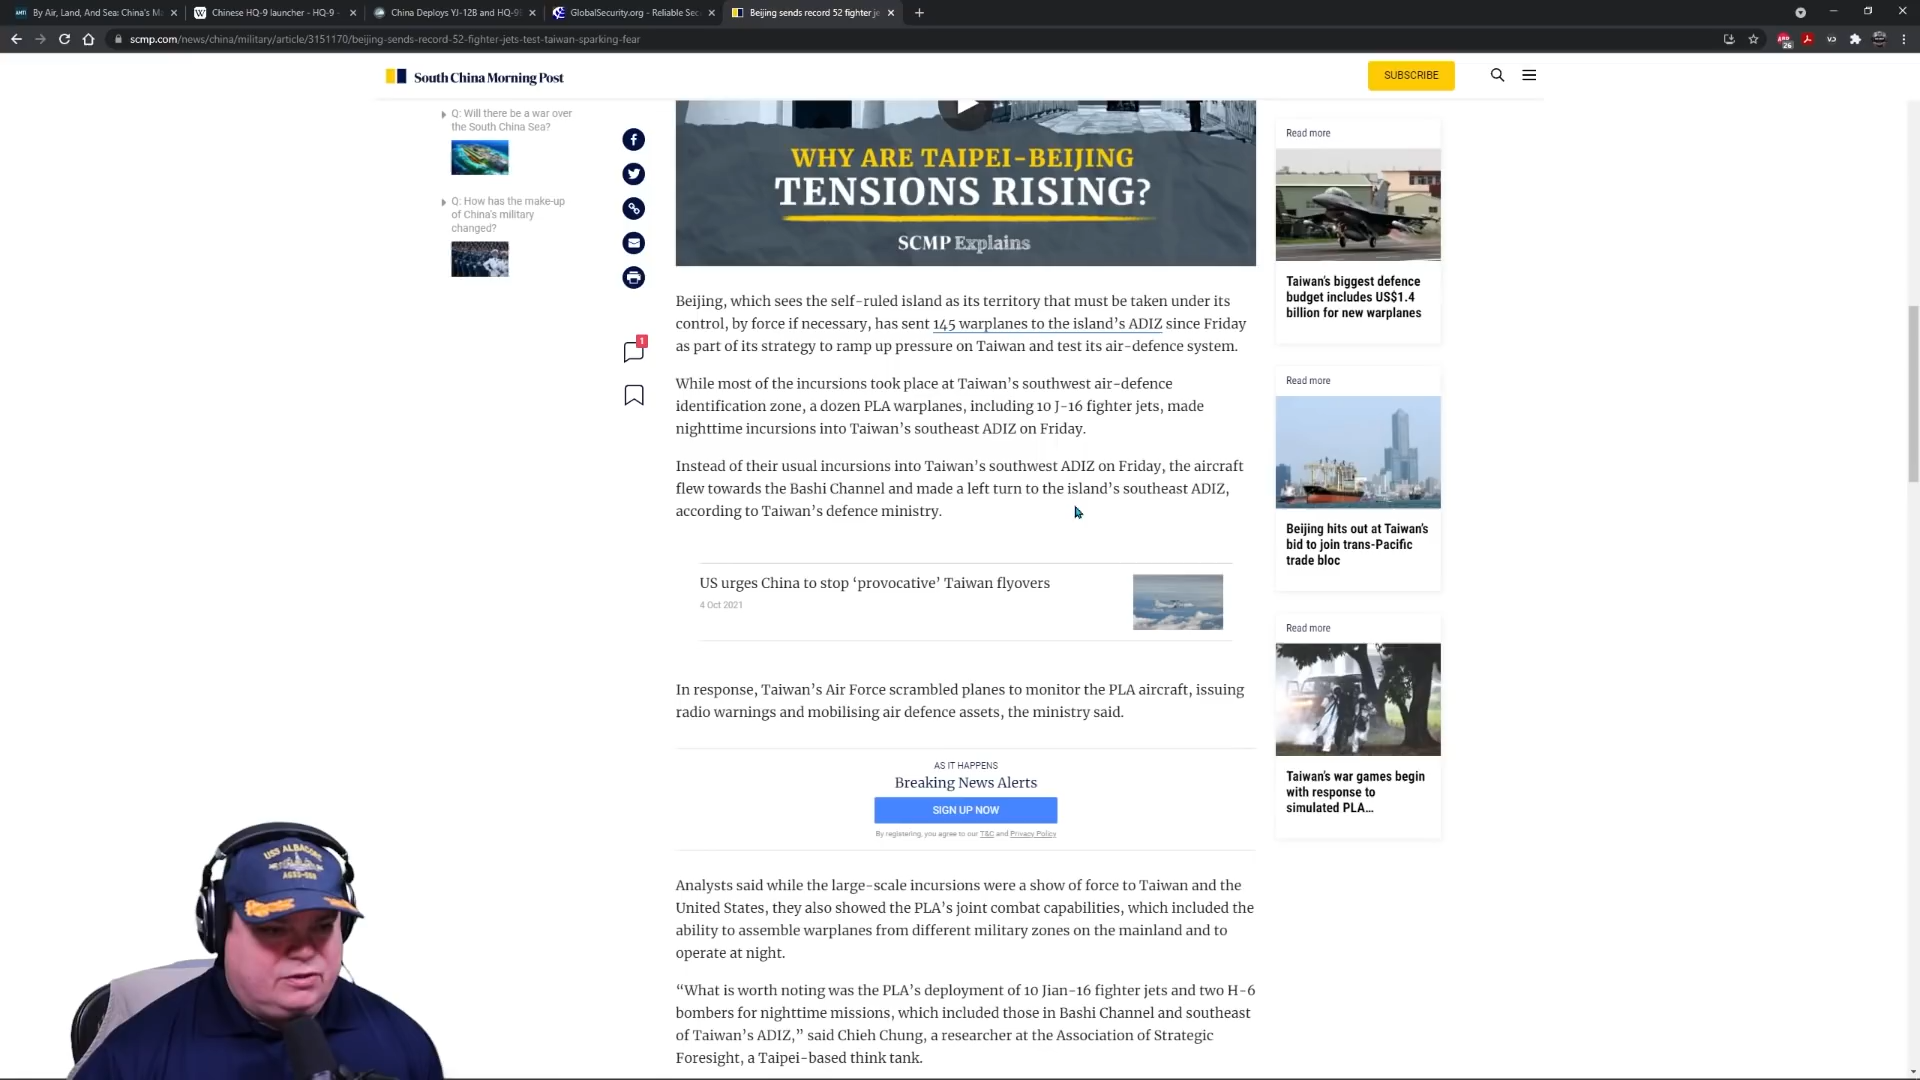 By Air, Land, And Sea: China's M
Chinese HQ-9 launcher - HQ-9 -
China Deploys YJ-12B and HQ-9
GlobalSecurity.org - Reliable Sec
Beijing sends record 52 fighter je
scmp.com/news/china/military/article/3151170/beijing-sends-record-52-fighter-jets-test-taiwan-sparking-fear
26
South China Morning Post
SUBSCRIBE
Q: Will there be a war over
the South China Sea?
Q: How has the make-up
of China's military
changed?
1
WHY ARE TAIPEI-BEIJING
TENSIONS RISING?
SCMP Explains
Beijing, which sees the self-ruled island as its territory that must be taken under its
control, by force if necessary, has sent 145 warplanes to the island’s ADIZ since Friday
as part of its strategy to ramp up pressure on Taiwan and test its air-defence system.
While most of the incursions took place at Taiwan’s southwest air-defence
identification zone, a dozen PLA warplanes, including 10 J-16 fighter jets, made
nighttime incursions into Taiwan’s southeast ADIZ on Friday.
Instead of their usual incursions into Taiwan’s southwest ADIZ on Friday, the aircraft
flew towards the Bashi Channel and made a left turn to the island’s southeast ADIZ,
according to Taiwan’s defence ministry.
US urges China to stop ‘provocative’ Taiwan flyovers
4 Oct 2021
In response, Taiwan’s Air Force scrambled planes to monitor the PLA aircraft, issuing
radio warnings and mobilising air defence assets, the ministry said.
AS IT HAPPENS
Breaking News Alerts
SIGN UP NOW
By registering, you agree to our T&C and Privacy Policy
Analysts said while the large-scale incursions were a show of force to Taiwan and the
United States, they also showed the PLA’s joint combat capabilities, which included the
ability to assemble warplanes from different military zones on the mainland and to
operate at night.
“What is worth noting was the PLA’s deployment of 10 Jian-16 fighter jets and two H-6
bombers for nighttime missions, which included those in Bashi Channel and southeast
of Taiwan’s ADIZ,” said Chieh Chung, a researcher at the Association of Strategic
Foresight, a Taipei-based think tank.
Read more
Taiwan’s biggest defence
budget includes US$1.4
billion for new warplanes
Read more
Beijing hits out at Taiwan’s
bid to join trans-Pacific
trade bloc
Read more
Taiwan’s war games begin
with response to
simulated PLA…
USS ALBACORE
AGSS-569